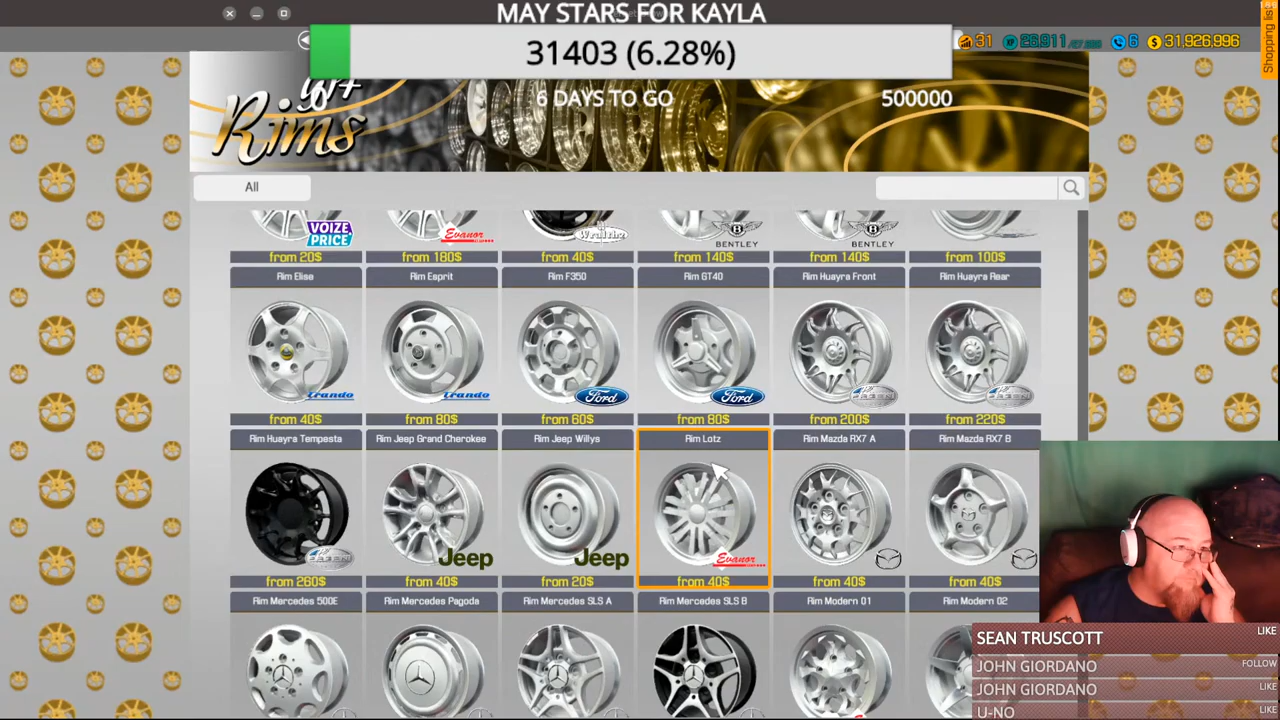 MAY STARS FOR KAYLA
31403 (6.28%)
6 DAYS TO GO
500000
31
26,911
6
31,926,996
Shopping list
Rims
All
VOIZE PRICE
Evanor
BENTLEY
BENTLEY
from 20$
from 180$
from 40$
from 140$
from 140$
from 100$
Rim Elise
Rim Esprit
Rim F350
Rim GT40
Rim Huayra Front
Rim Huayra Rear
Ford
Ford
from 40$
from 80$
from 60$
from 80$
from 200$
from 220$
Rim Huayra Tempesta
Rim Jeep Grand Cherokee
Rim Jeep Willys
Rim Lotz
Rim Mazda RX7 A
Rim Mazda RX7 B
Jeep
Jeep
Evanor
from 260$
from 40$
from 20$
from 40$
from 40$
from 40$
Rim Mercedes 500E
Rim Mercedes Pagoda
Rim Mercedes SLS A
Rim Mercedes SLS B
Rim Modern 01
Rim Modern 02
SEAN TRUSCOTT
LIKE
JOHN GIORDANO
FOLLOW
JOHN GIORDANO
LIKE
U-NO
LIKE